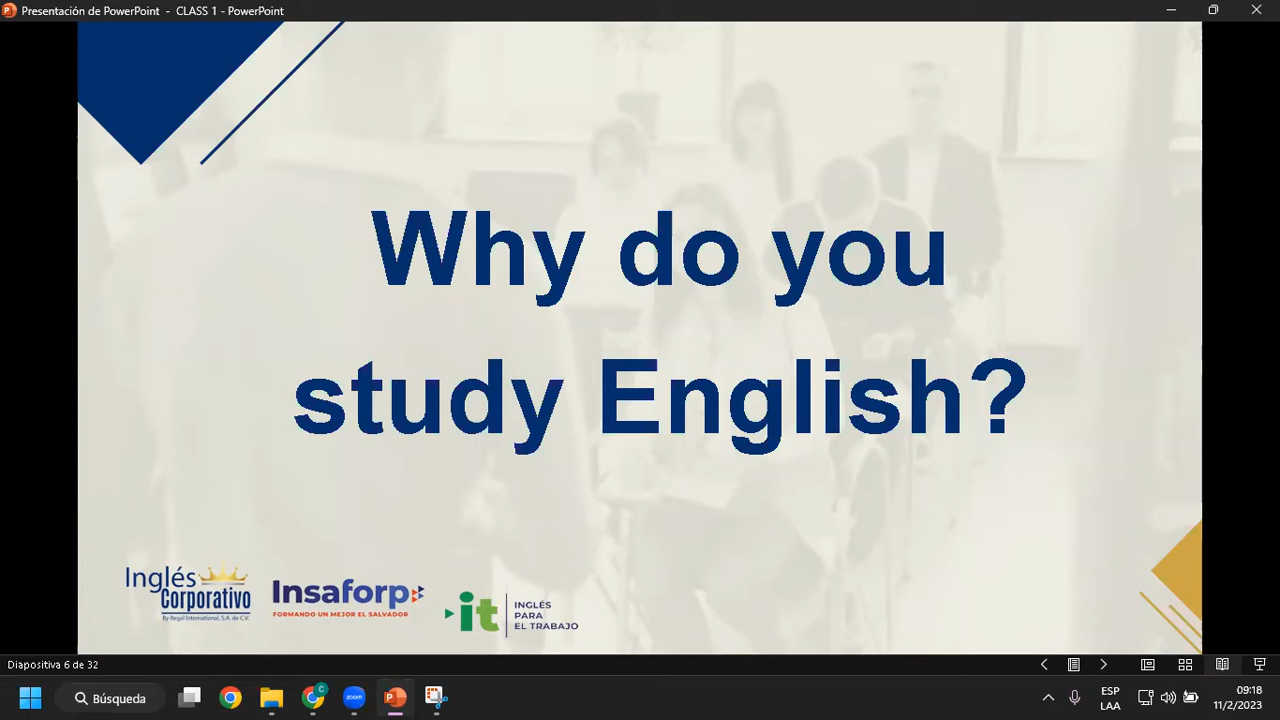 Presentación de PowerPoint - CLASS 1 - PowerPoint
Why do you
study English?
Inglés
Corporativo
By Regal International, S.A. de C.V.
Insaforp
FORMANDO UN MEJOR EL SALVADOR
it
INGLÉS
PARA
EL TRABAJO
Diapositiva 6 de 32
Búsqueda
C
zoom
ESP
LAA
09:18
11/2/2023